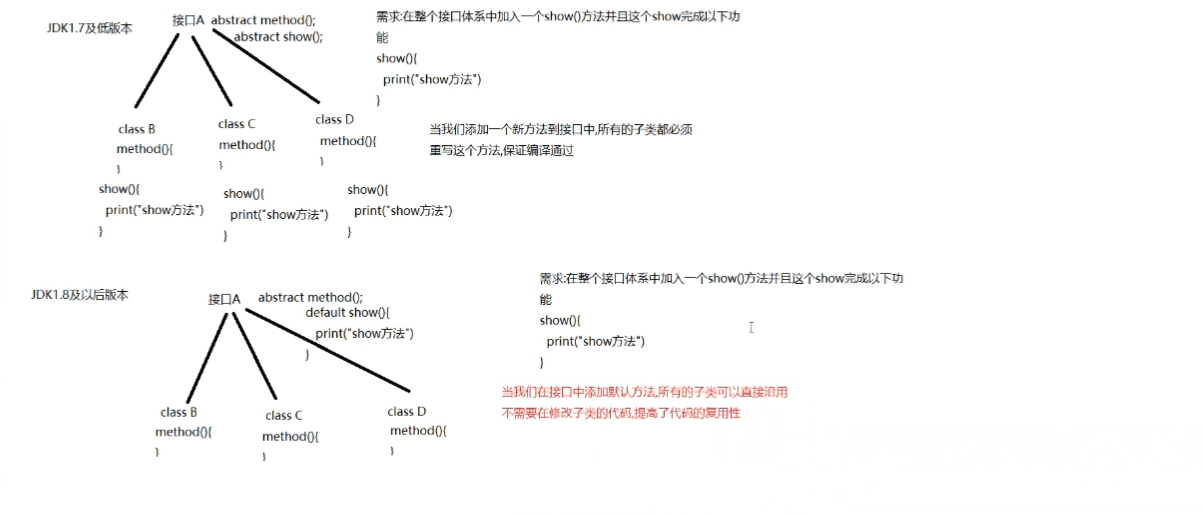 JDK1.7及低版本
接口A abstract method();
abstract show();
需求:在整个接口体系中加入一个show()方法并且这个show完成以下功
能
show(){
print("show方法")
}
class B
method(){
}
class C
method(){
}
class D
method(){
}
当我们添加一个新方法到接口中,所有的子类都必须
重写这个方法,保证编译通过
show(){
print("show方法")
}
show(){
print("show方法")
}
show(){
print("show方法")
}
JDK1.8及以后版本
接口A abstract method();
default show(){
print("show方法")
}
需求:在整个接口体系中加入一个show()方法并且这个show完成以下功
能
show(){
print("show方法")
}
当我们在接口中添加默认方法,所有的子类可以直接沿用
不需要在修改子类的代码,提高了代码的复用性
class B
method(){
}
class C
method(){
}
class D
method(){
}